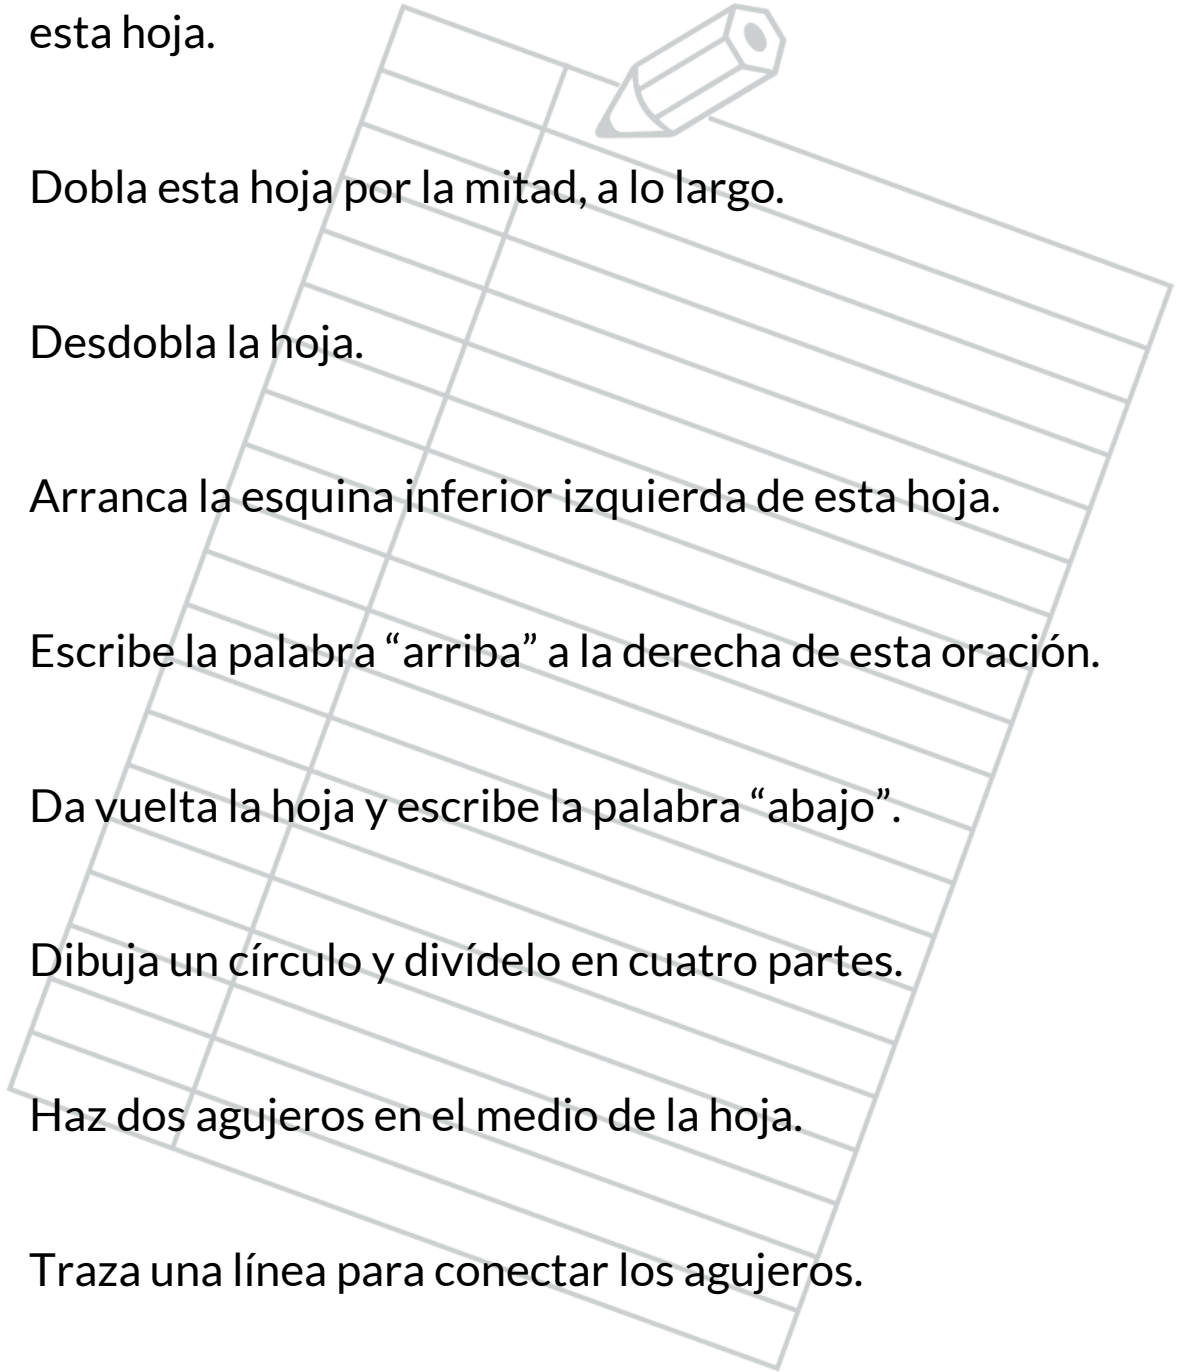 esta hoja.
Dobla esta hoja por la mitad, a lo largo.
Desdobla la hoja.
Arranca la esquina inferior izquierda de esta hoja.
Escribe la palabra “arriba” a la derecha de esta oración.
Da vuelta la hoja y escribe la palabra “abajo”.
Dibuja un círculo y divídelo en cuatro partes.
Haz dos agujeros en el medio de la hoja.
Traza una línea para conectar los agujeros.